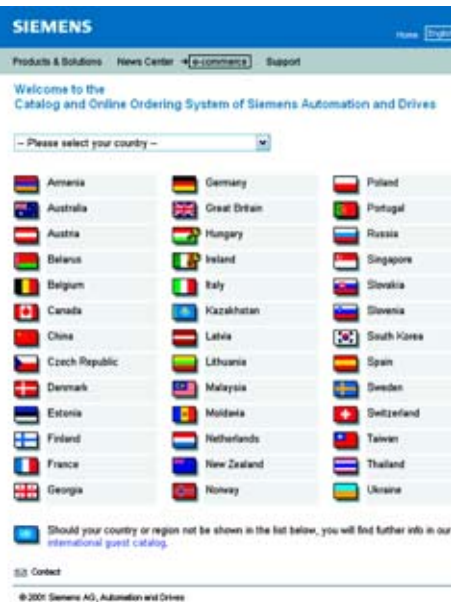 SIEMENS
Home English
Products & Solutions News Center e-commerce Support
Welcome to the
Catalog and Online Ordering System of Siemens Automation and Drives
-- Please select your country --
Armenia Germany Poland
Australia Great Britain Portugal
Austria Hungary Russia
Belarus Ireland Singapore
Belgium Italy Slovakia
Canada Kazakhstan Slovenia
China Latvia South Korea
Czech Republic Lithuania Spain
Denmark Malaysia Sweden
Estonia Moldavia Switzerland
Finland Netherlands Taiwan
France New Zealand Thailand
Georgia Norway Ukraine
Should your country or region not be shown in the list below, you will find further info in our
international guest catalog.
Contact
© 2001 Siemens AG, Automation and Drives